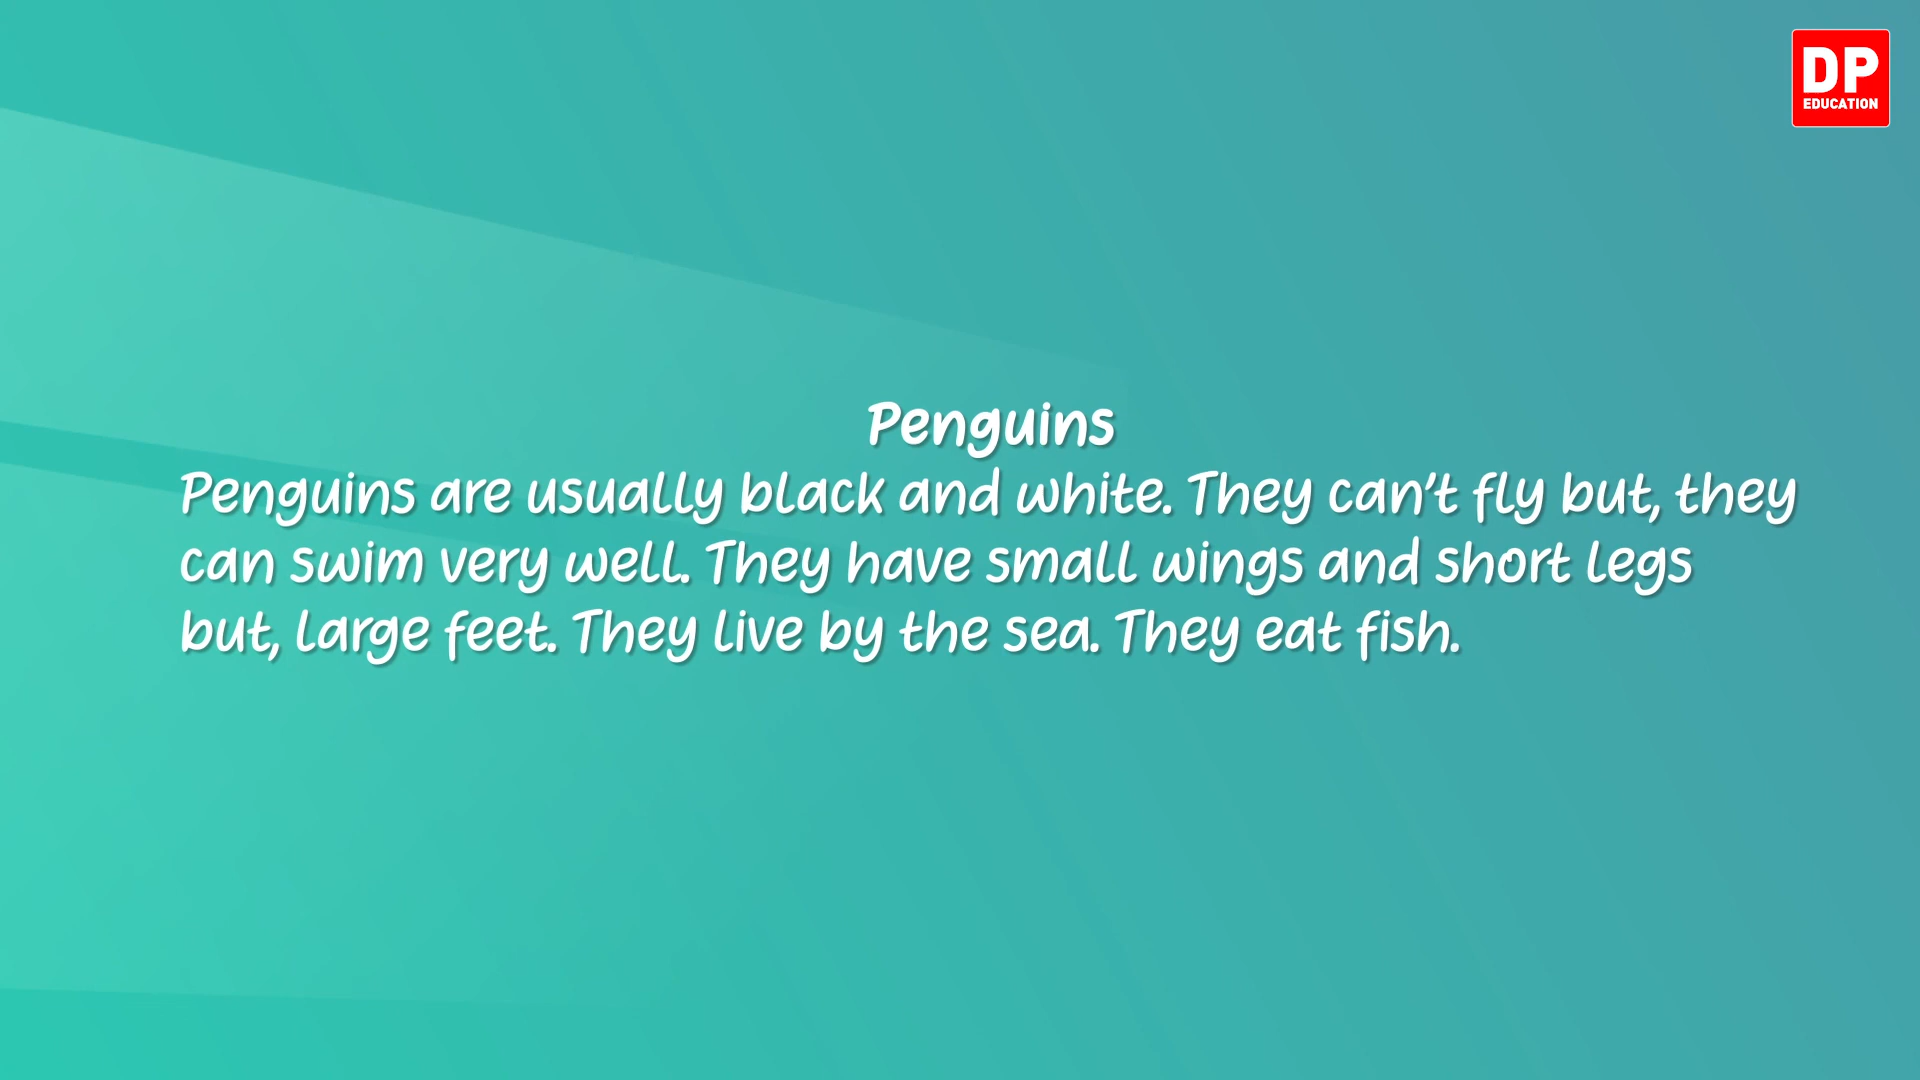 DP
EDUCATION
Penguins
Penguins are usually black and white. They can't fly but, they
can swim very well. They have small wings and short legs
but, large feet. They live by the sea. They eat fish.